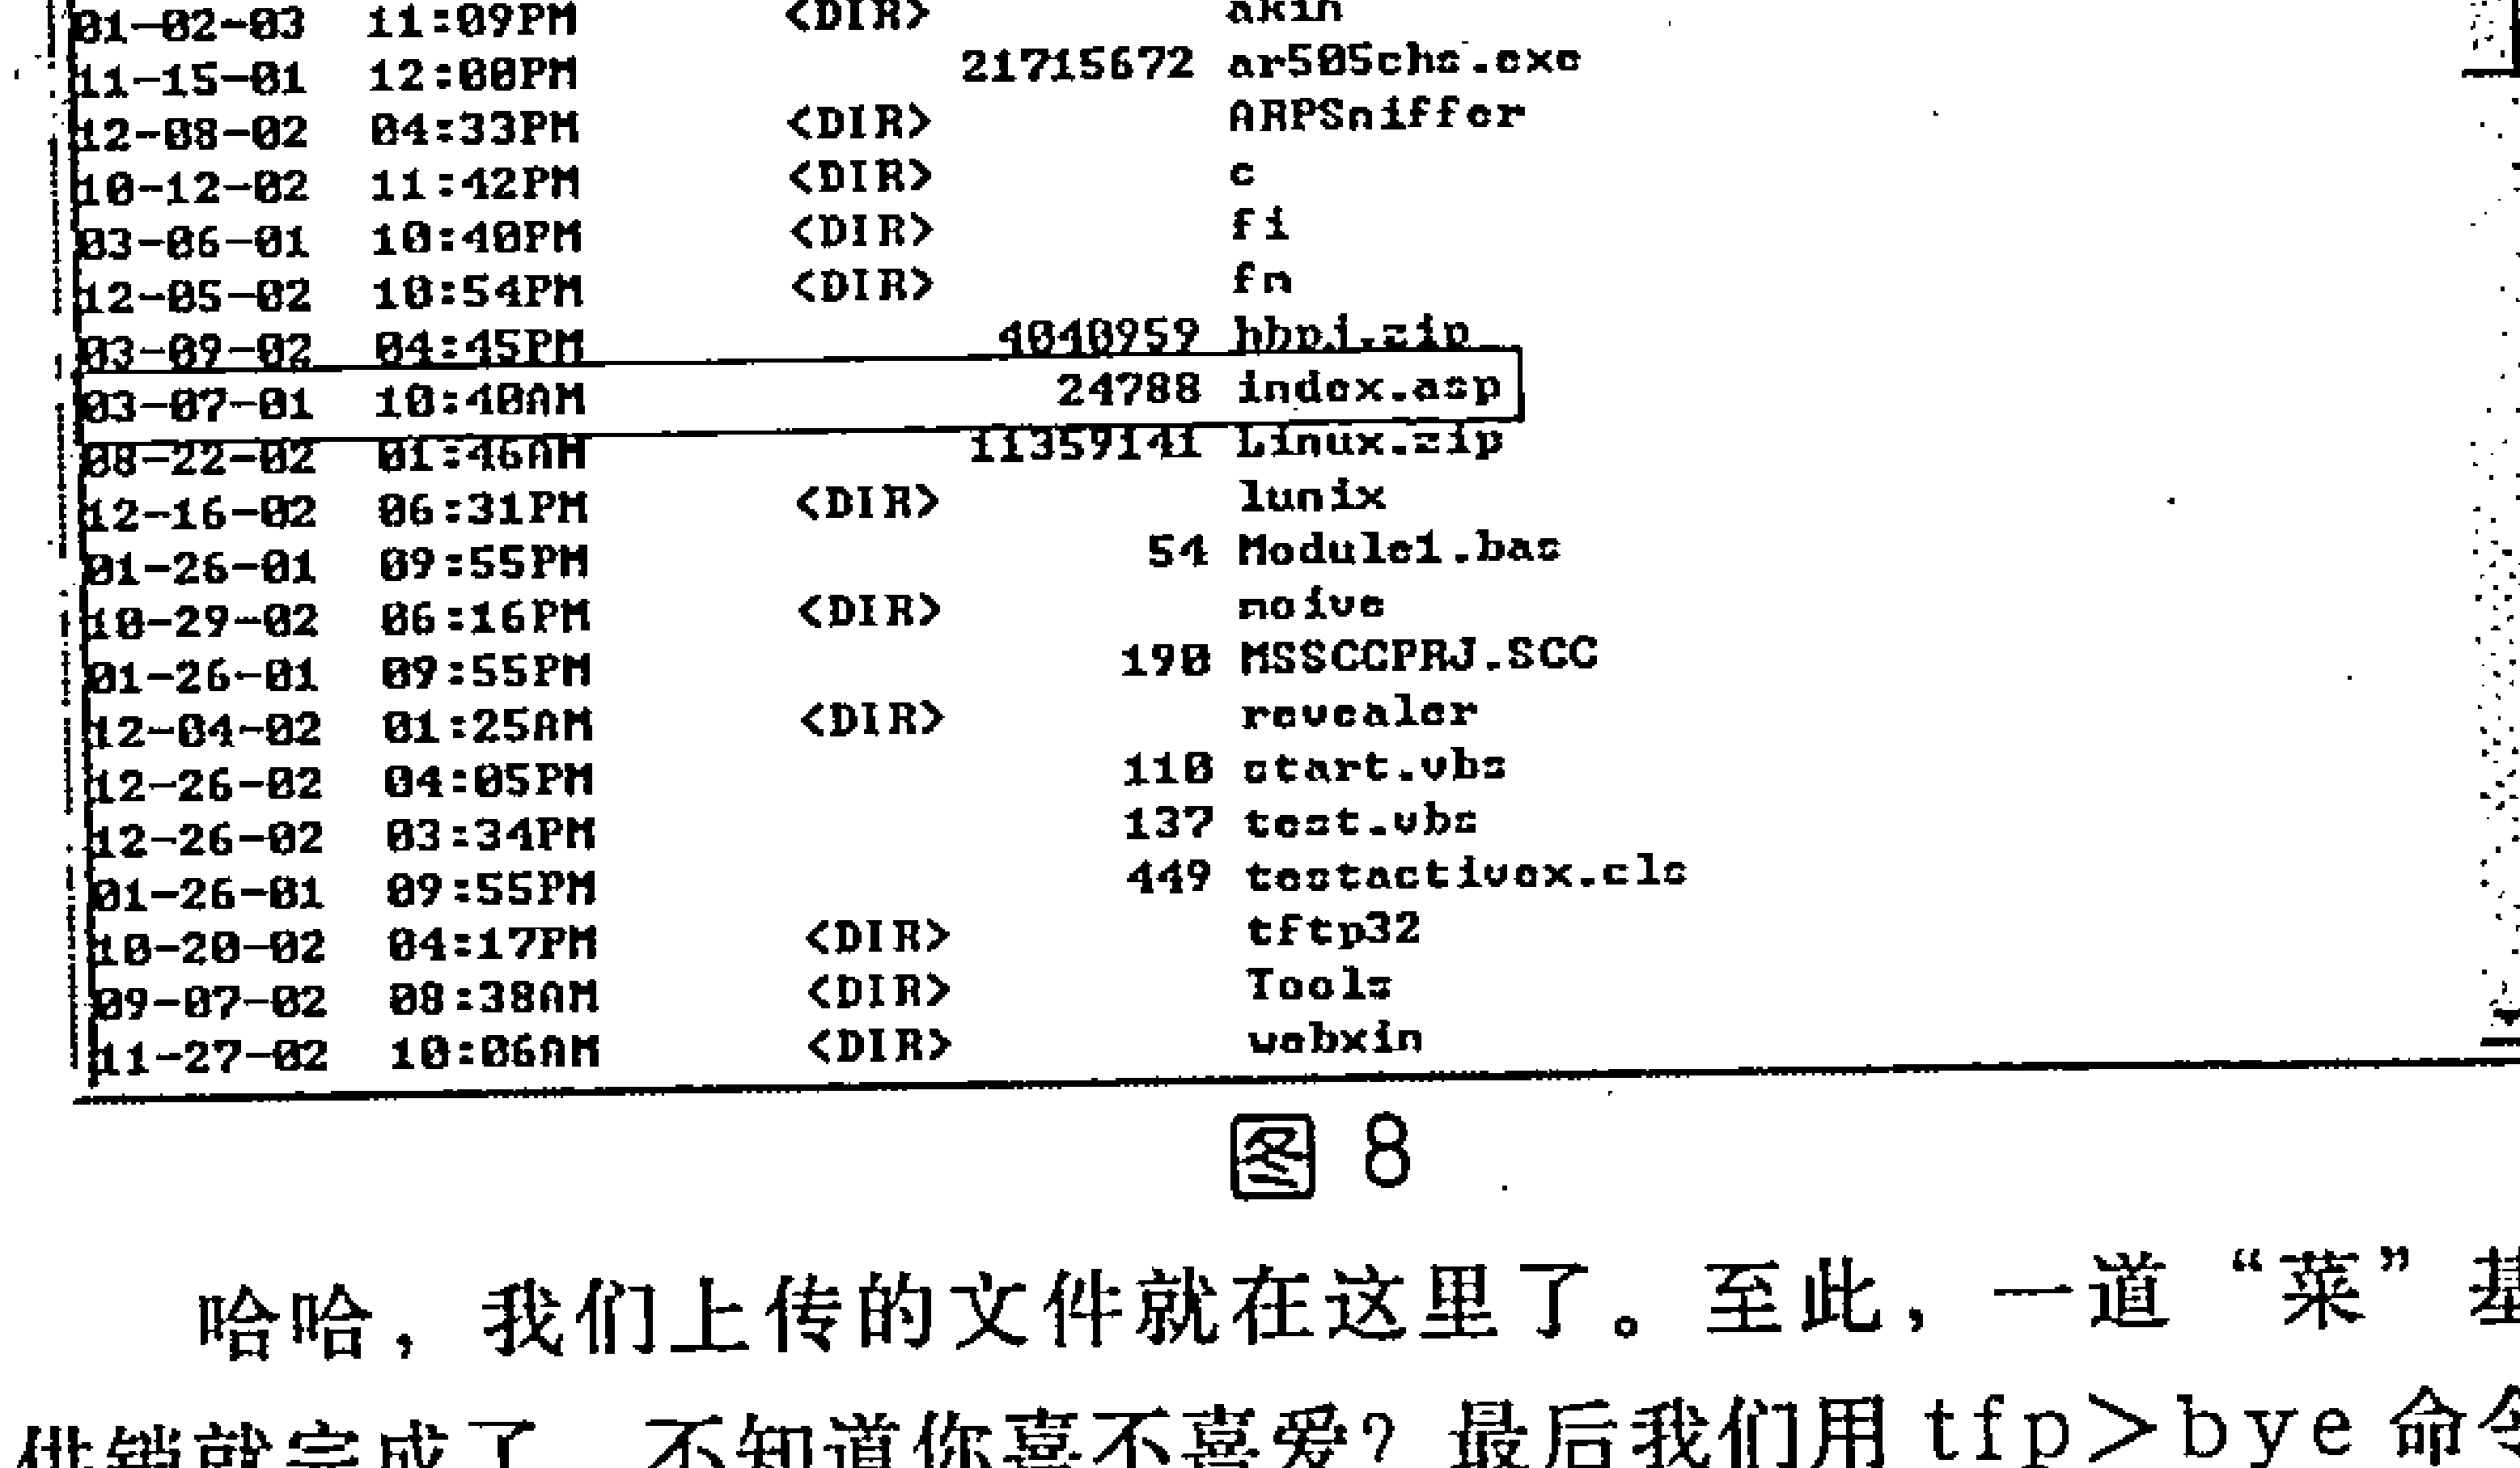 01-02-03 11:09PM <DIR> akin
11-15-01 12:00PM 21715672 ar505chs.exe
12-08-02 04:33PM <DIR> ARPSniffer
10-12-02 11:42PM <DIR> c
03-06-01 10:40PM <DIR> fi
12-05-02 10:54PM <DIR> fm
03-09-02 04:45PM 4040959 hbpj.zip
03-07-01 10:40AM 24788 index.asp
08-22-02 01:46AM 11359141 Linux.zip
12-16-02 06:31PM <DIR> lunix
01-26-01 09:55PM 54 Module1.bas
10-29-02 06:16PM <DIR>
01-26-01 09:55PM 190 MSSCCPRJ.SCC
12-04-02 01:25AM <DIR> revealer
12-26-02 04:05PM 110 start.vbs
12-26-02 03:34PM 137 test.vbs
01-26-01 09:55PM 449 testactivex.cls
10-20-02 04:17PM <DIR> tftp32
09-07-02 08:38AM <DIR> Tools
11-27-02 10:06AM <DIR> webxin
图 8
哈哈，我们上传的文件就在这里了。至此，一道“菜”基
就完成了 不知道你喜不喜爱？最后我们用 tfp>bye 命令